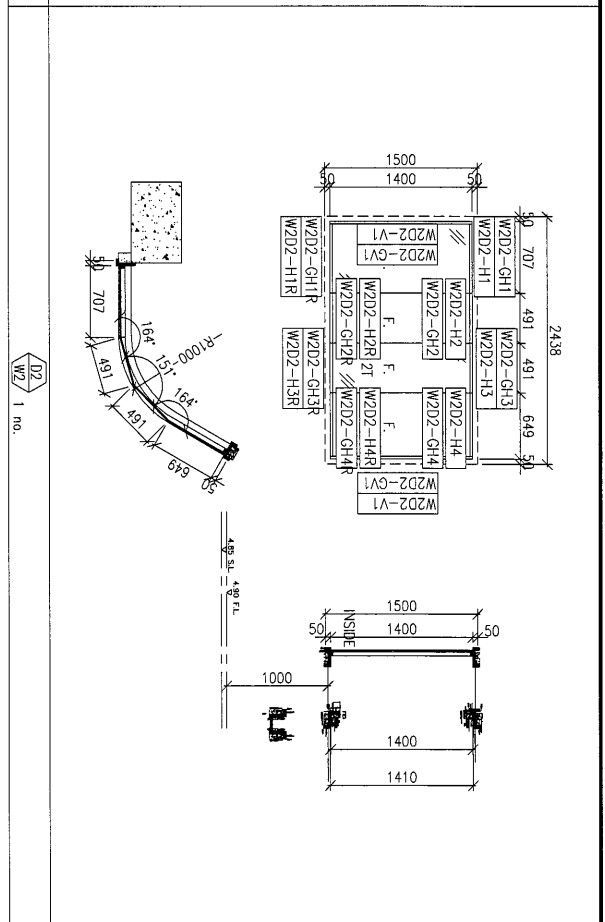 1500
50
1400
50
50
707
491
2438
491
649
50
W2D2-GH1
W2D2-H1
W2D2-GH3
W2D2-H3
W2D2-V1
W2D2-GV1
W2D2-H2
W2D2-GH2
W2D2-H4
W2D2-GH4
F.
F.
F.
2T
W2D2-H2R
W2D2-GH2R
W2D2-H4R
W2D2-GH4R
W2D2-GH1R
W2D2-H1R
W2D2-GH3R
W2D2-H3R
W2D2-V1
W2D2-GV1
50
707
491
491
649
50
164°
151°
164°
R1000
1500
50
1400
50
INSIDE
1000
1400
1410
4.85 S.L.
4.90 F.L.
D2
W2
1 no.